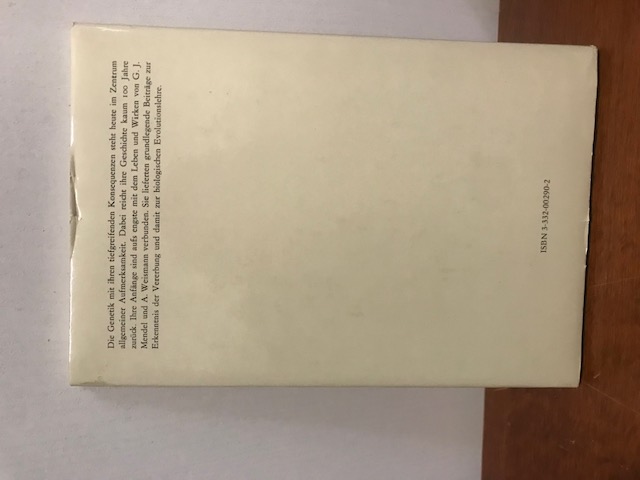 Die Genetik mit ihren tiefgreifenden Konsequenzen steht heute im Zentrum
allgemeiner Aufmerksamkeit. Dabei reicht ihre Geschichte kaum 100 Jahre
zurück. Ihre Anfänge sind aufs engste mit dem Leben und Wirken von G. J.
Mendel und A. Weismann verbunden. Sie lieferten grundlegende Beiträge zur
Erkenntnis der Vererbung und damit zur biologischen Evolutionslehre.
ISBN 3-332-00290-2